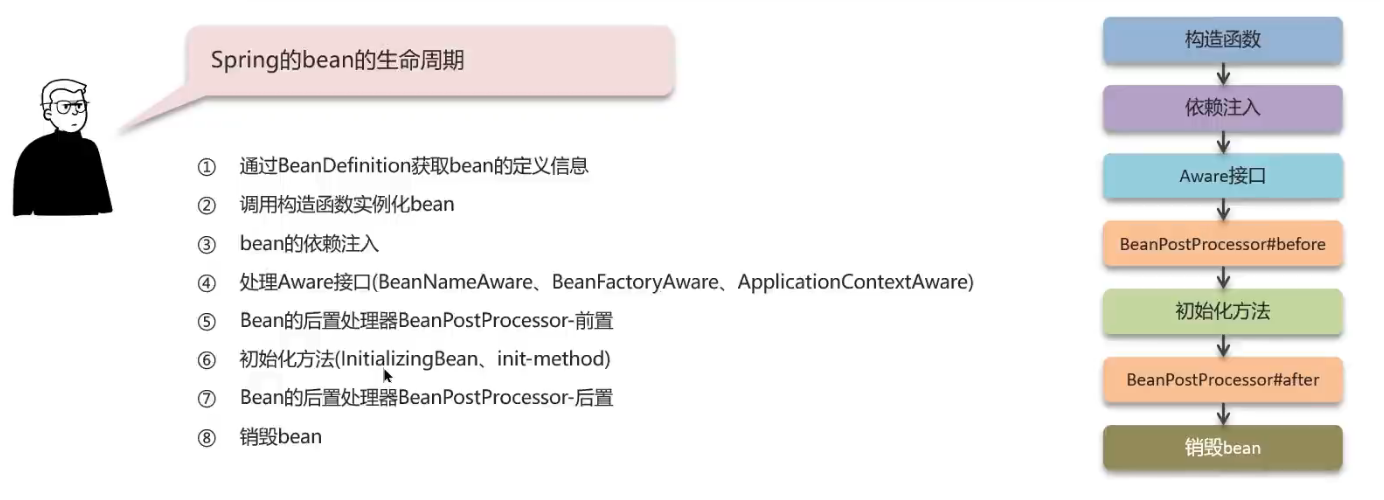 Spring的bean的生命周期
① 通过BeanDefinition获取bean的定义信息
② 调用构造函数实例化bean
③ bean的依赖注入
④ 处理Aware接口(BeanNameAware、BeanFactoryAware、ApplicationContextAware)
⑤ Bean的后置处理器BeanPostProcessor-前置
⑥ 初始化方法(InitializingBean、init-method)
⑦ Bean的后置处理器BeanPostProcessor-后置
⑧ 销毁bean
构造函数
依赖注入
Aware接口
BeanPostProcessor#before
初始化方法
BeanPostProcessor#after
销毁bean